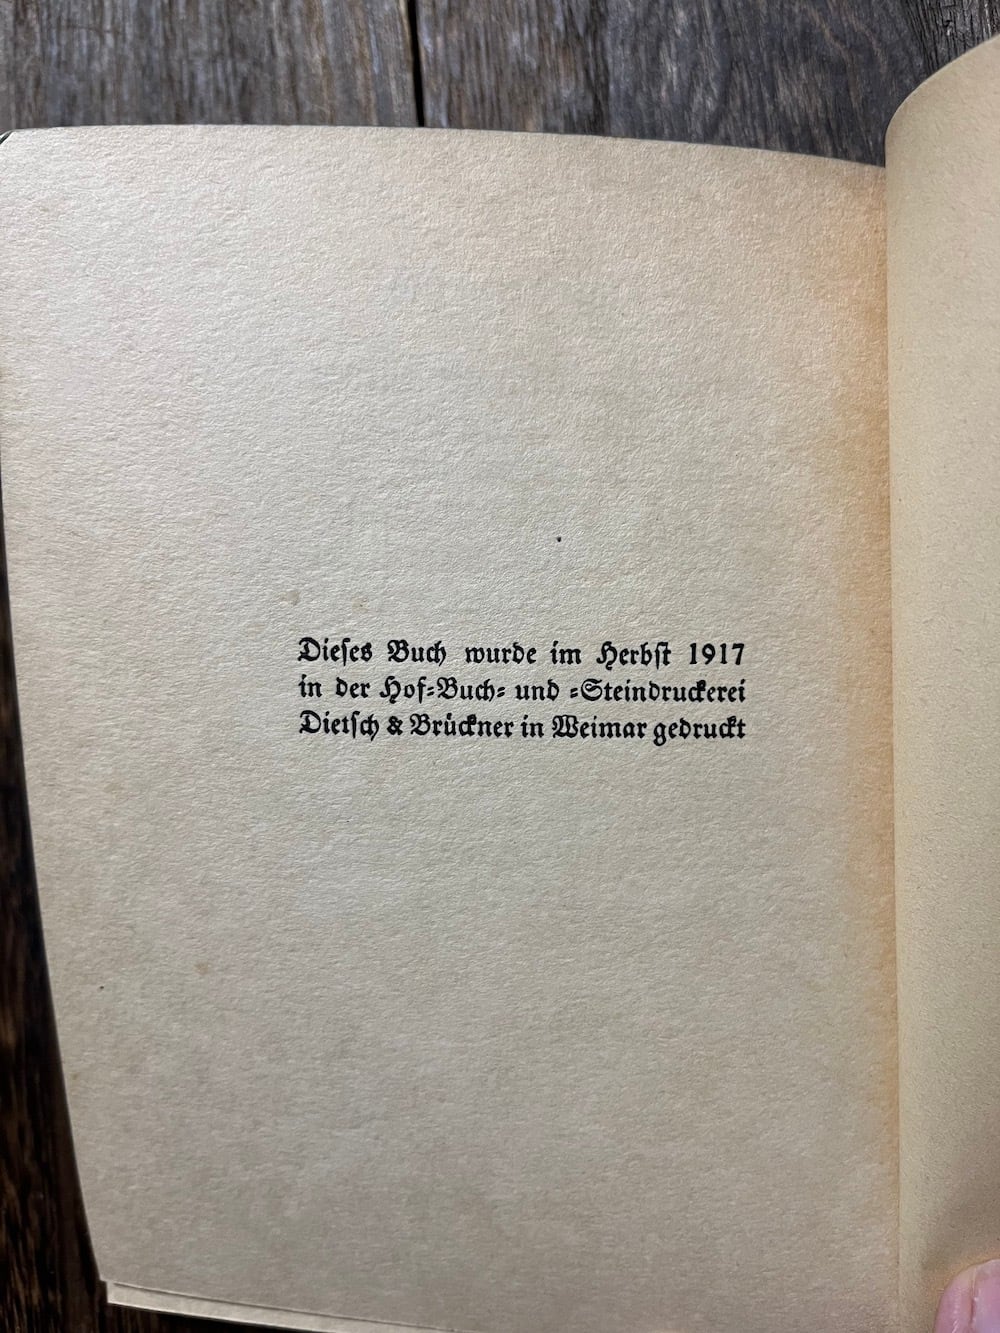 Dieſes Buch wurde im Herbſt 1917
in der Hof-Buch- und -Steindruckerei
Dietſch & Brückner in Weimar gedruckt